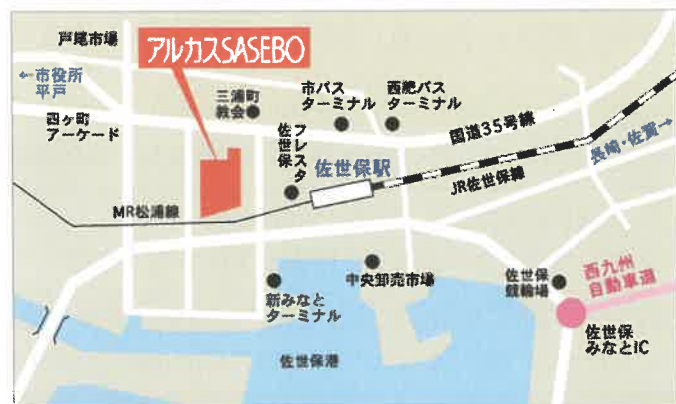 戸尾市場
アルカスSASEBO
←市役所
平戸
三浦町
教会
市バス
ターミナル
西肥バス
ターミナル
四ヶ町
アーケード
フレスタ
佐世保
国道35号線
長崎・佐賀→
佐世保駅
JR佐世保線
MR松浦線
中央卸売市場
佐世保
競輪場
西九州
自動車道
新みなと
ターミナル
佐世保
みなとIC
佐世保港